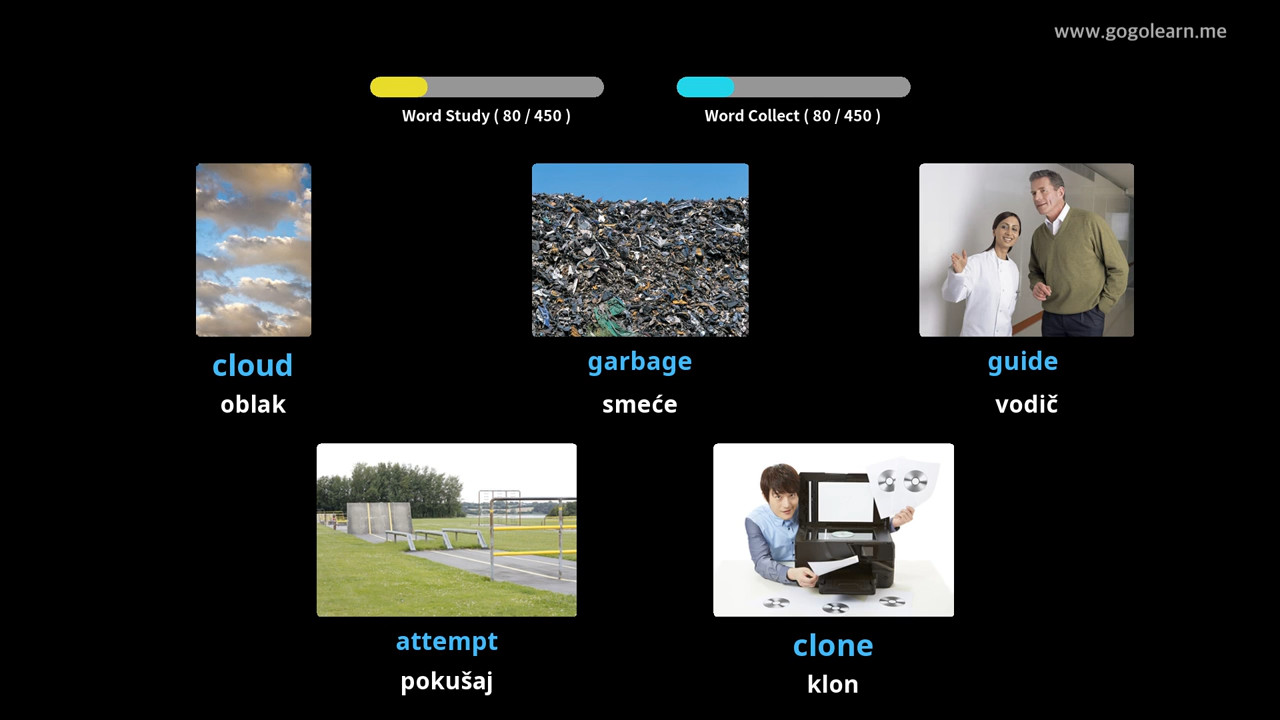 www.gogolearn.me
Word Study ( 80 / 450 )
Word Collect ( 80 / 450 )
cloud
oblak
garbage
smeće
guide
vodič
attempt
pokušaj
clone
klon